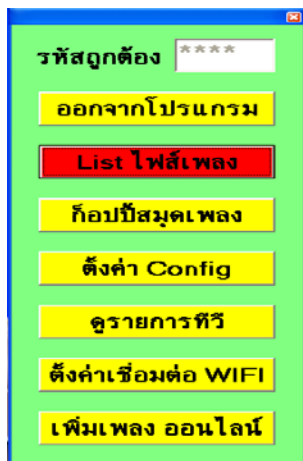 รหัสถูกต้อง ****
ออกจากโปรแกรม
List ไฟส์เพลง
ก็อปปี้สมุดเพลง
ตั้งค่า Config
ดูรายการทีวี
ตั้งค่าเชื่อมต่อ WIFI
เพิ่มเพลง ออนไลน์